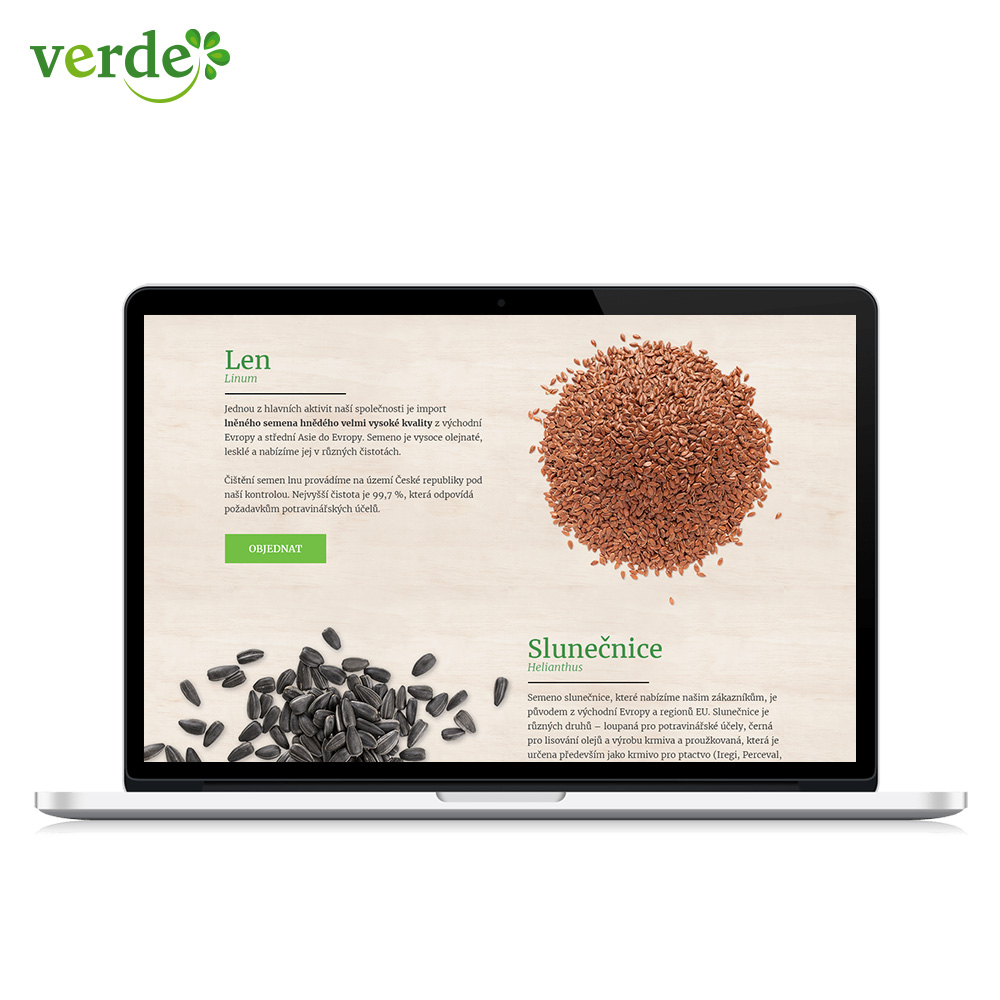 verde
Len
Linum
Jednou z hlavních aktivit naší společnosti je import
lněného semena hnědého velmi vysoké kvality z východní
Evropy a střední Asie do Evropy. Semeno je vysoce olejnaté,
lesklé a nabízíme jej v různých čistotách.
Čištění semen lnu provádíme na území České republiky pod
naší kontrolou. Nejvyšší čistota je 99,7 %, která odpovídá
požadavkům potravinářských účelů.
OBJEDNAT
Slunečnice
Helianthus
Semeno slunečnice, které nabízíme našim zákazníkům, je
původem z východní Evropy a regionů EU. Slunečnice je
různých druhů – loupaná pro potravinářské účely, černá
pro lisování olejů a výrobu krmiva a proužkovaná, která je
určena především jako krmivo pro ptactvo (Iregi, Perceval,